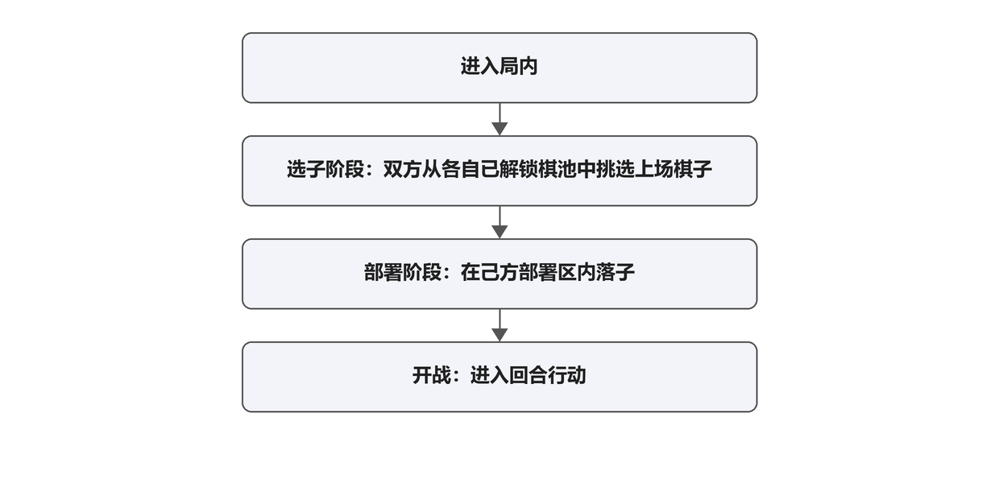 进入局内
选子阶段：双方从各自已解锁棋池中挑选上场棋子
部署阶段：在己方部署区内落子
开战：进入回合行动